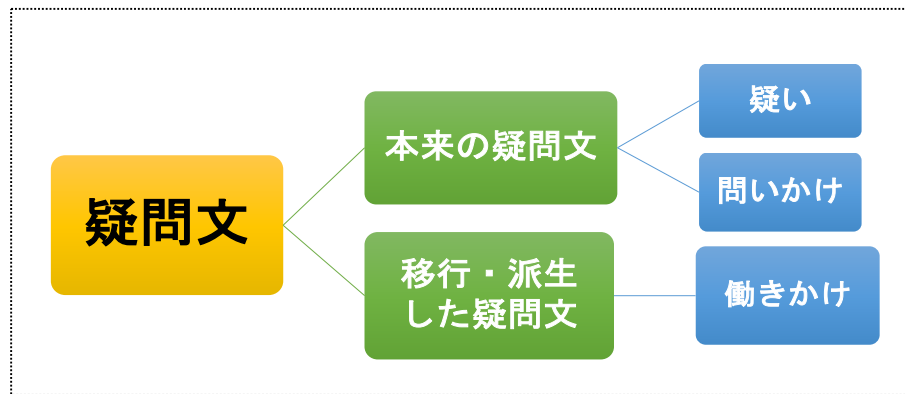 疑問文
本来の疑問文
疑い
問いかけ
移行・派生
した疑問文
働きかけ